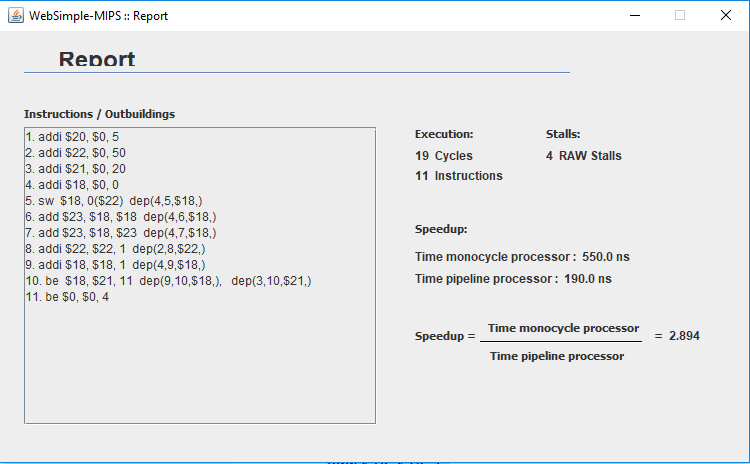 WebSimple-MIPS :: Report
Report
Instructions / Outbuildings
1. addi $20, $0, 5
2. addi $22, $0, 50
3. addi $21, $0, 20
4. addi $18, $0, 0
5. sw  $18, 0($22)  dep(4,5,$18,)
6. add $23, $18, $18  dep(4,6,$18,)
7. add $23, $18, $23  dep(4,7,$18,)
8. addi $22, $22, 1  dep(2,8,$22,)
9. addi $18, $18, 1  dep(4,9,$18,)
10. be  $18, $21, 11  dep(9,10,$18,),   dep(3,10,$21,)
11. be $0, $0, 4
Execution:
19  Cycles
11  Instructions
Stalls:
4  RAW Stalls
Speedup:
Time monocycle processor :  550.0 ns
Time pipeline processor :  190.0 ns
Speedup = Time monocycle processor = 2.894
Time pipeline processor